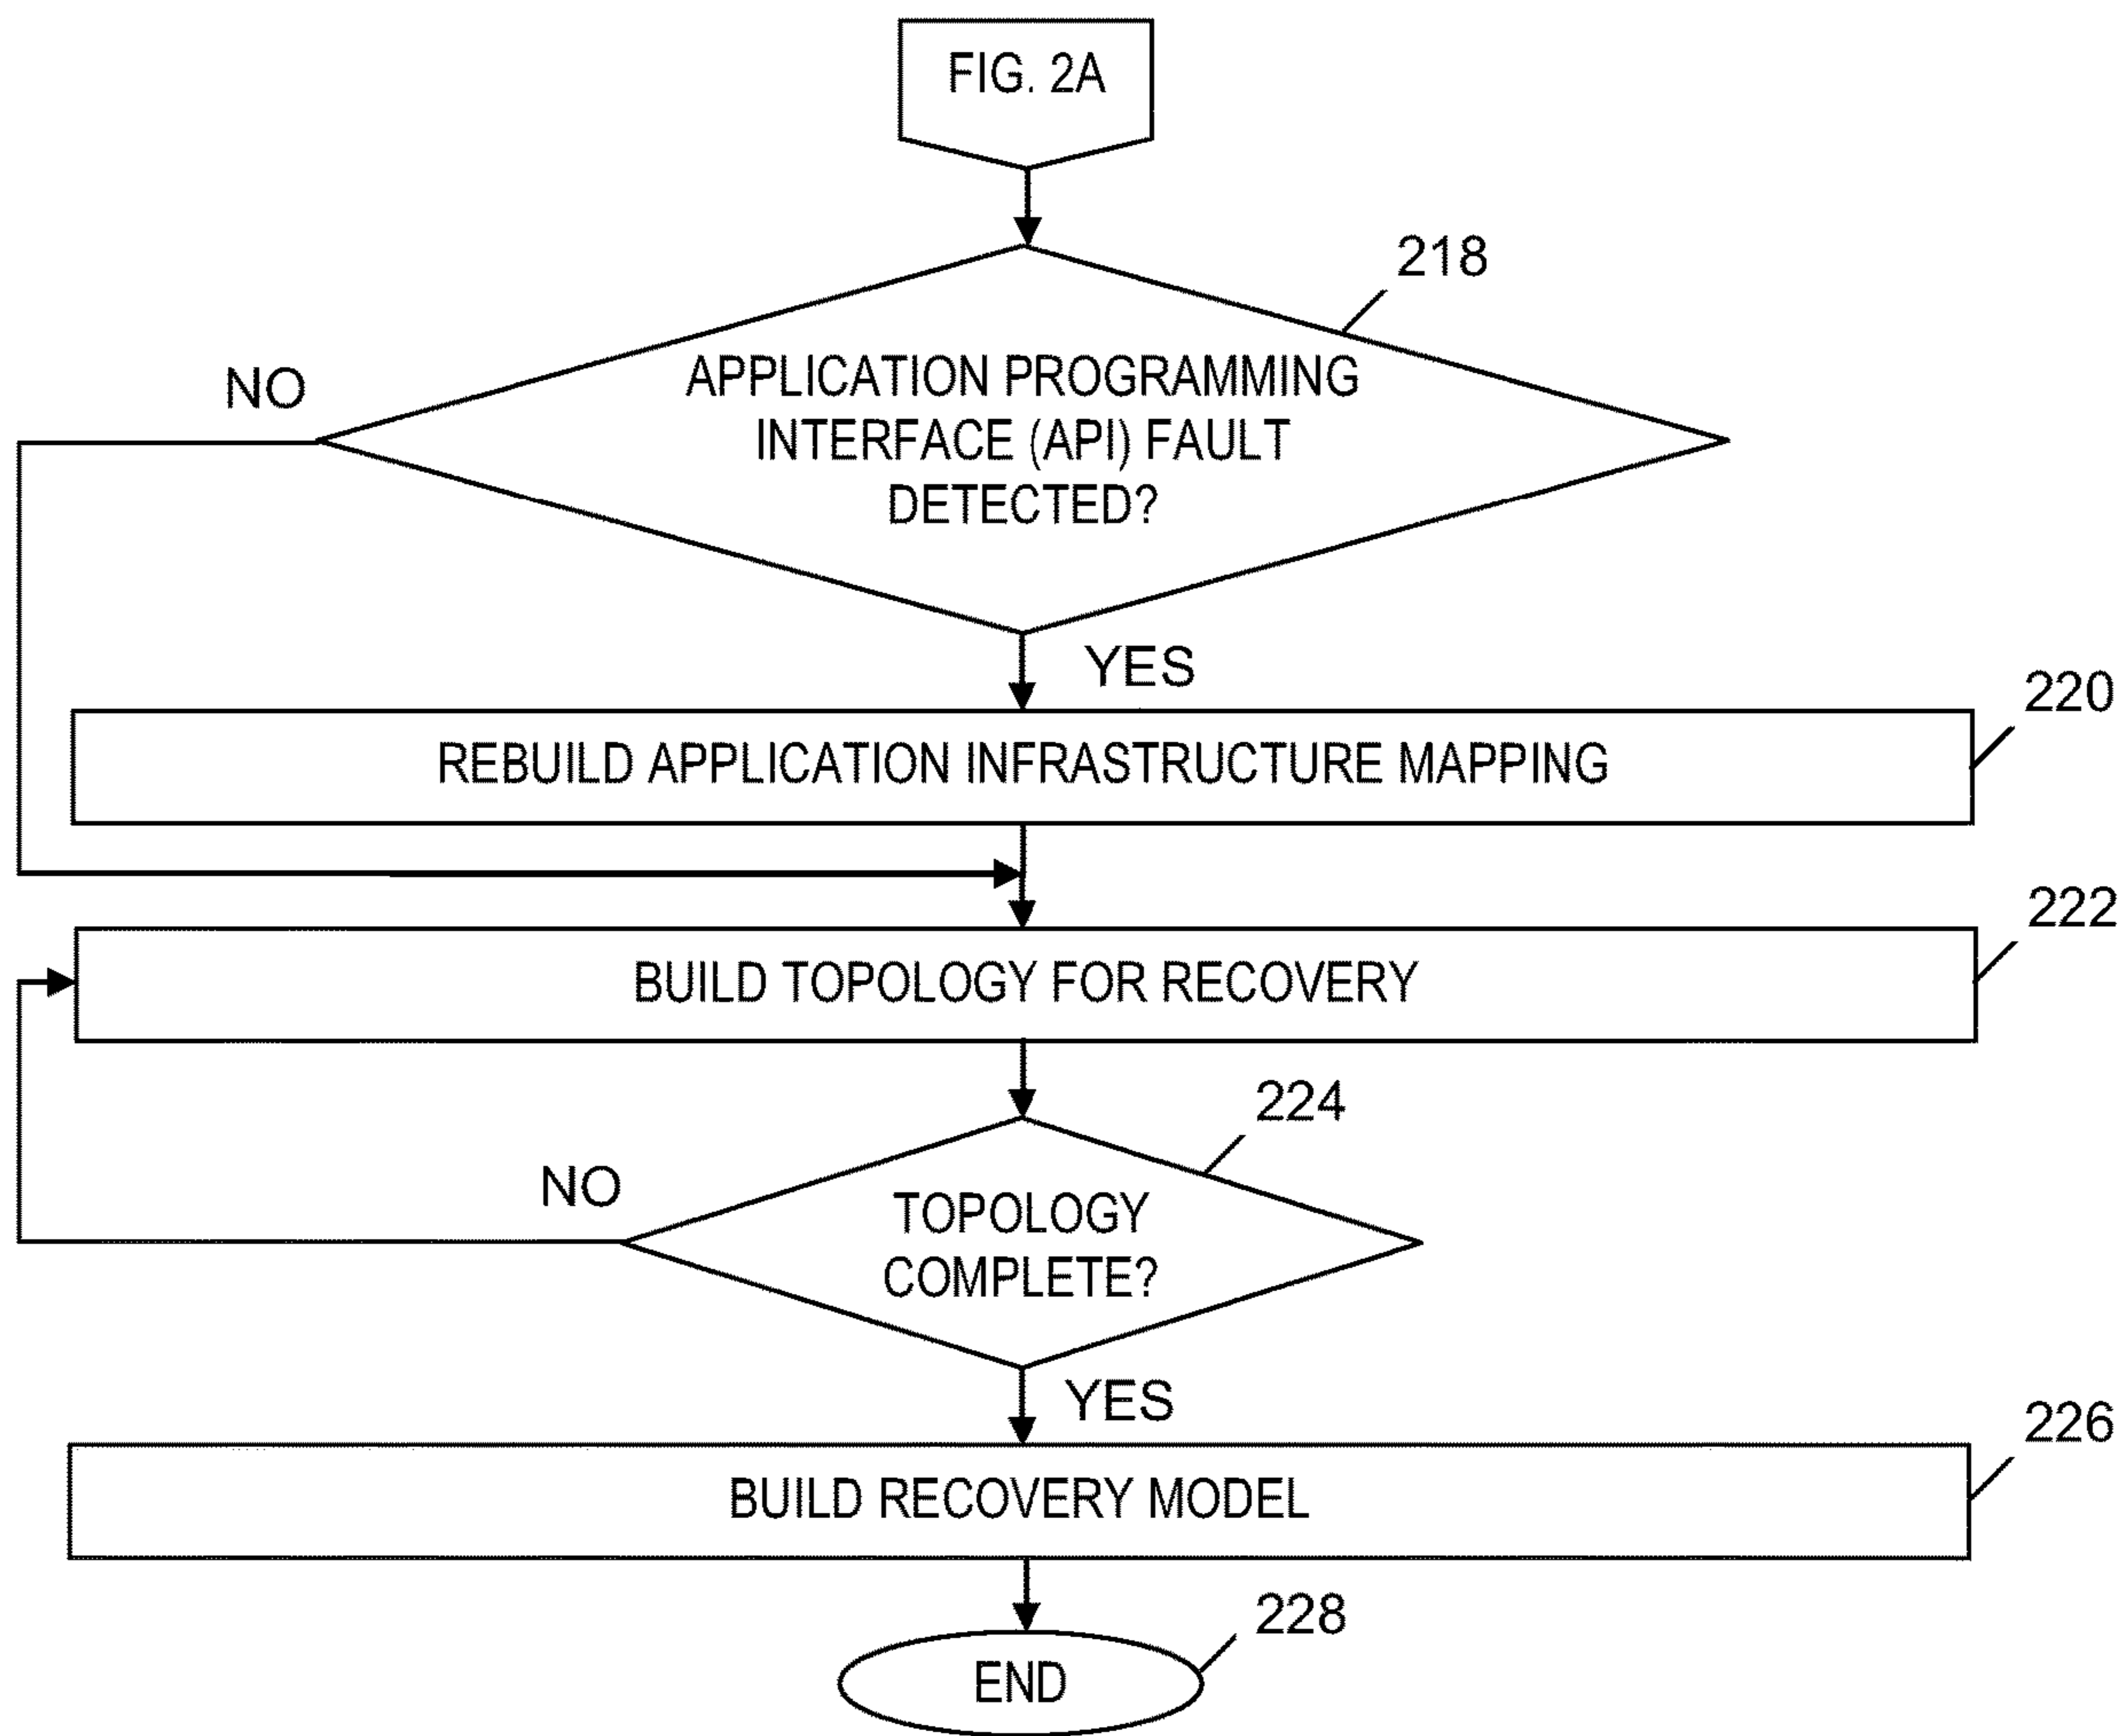 FIG. 2A
218
APPLICATION PROGRAMMING
INTERFACE (API) FAULT
DETECTED?
NO
YES
220
REBUILD APPLICATION INFRASTRUCTURE MAPPING
222
BUILD TOPOLOGY FOR RECOVERY
224
NO
TOPOLOGY
COMPLETE?
YES
226
BUILD RECOVERY MODEL
228
END